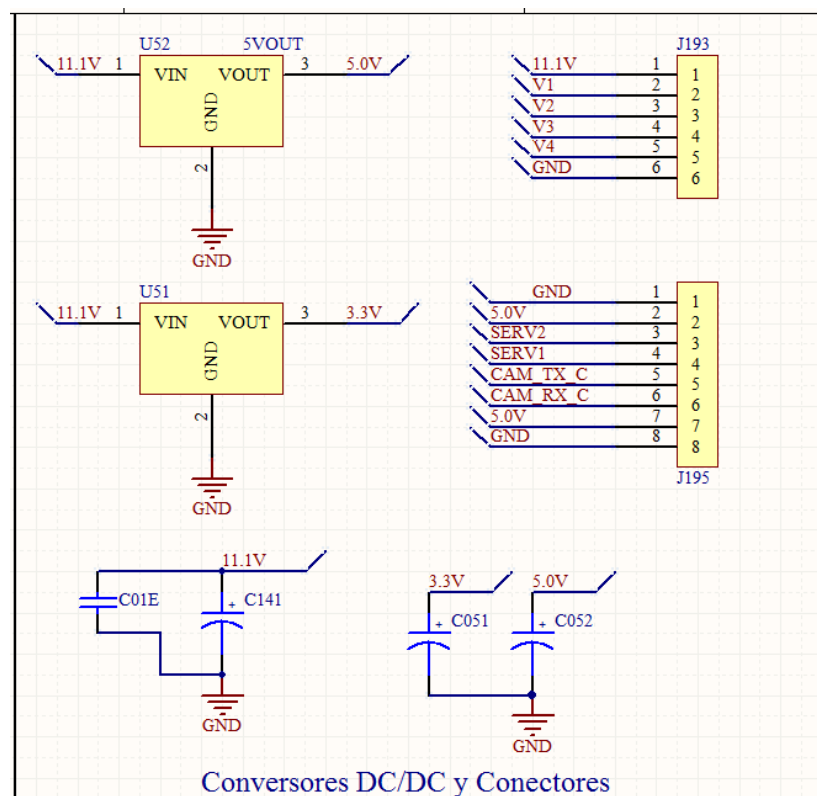 U52 5VOUT
11.1V 1 VIN VOUT 3 5.0V
GND
2
GND
J193
11.1V 1 1
V1 2 2
V2 3 3
V3 4 4
V4 5 5
GND 6 6
U51
11.1V 1 VIN VOUT 3 3.3V
GND
2
GND
GND 1 1
5.0V 2 2
SERV2 3 3
SERV1 4 4
CAM_TX_C 5 5
CAM_RX_C 6 6
5.0V 7 7
GND 8 8
J195
11.1V
C01E + C141
GND
3.3V 5.0V
+ C051 + C052
GND
Conversores DC/DC y Conectores